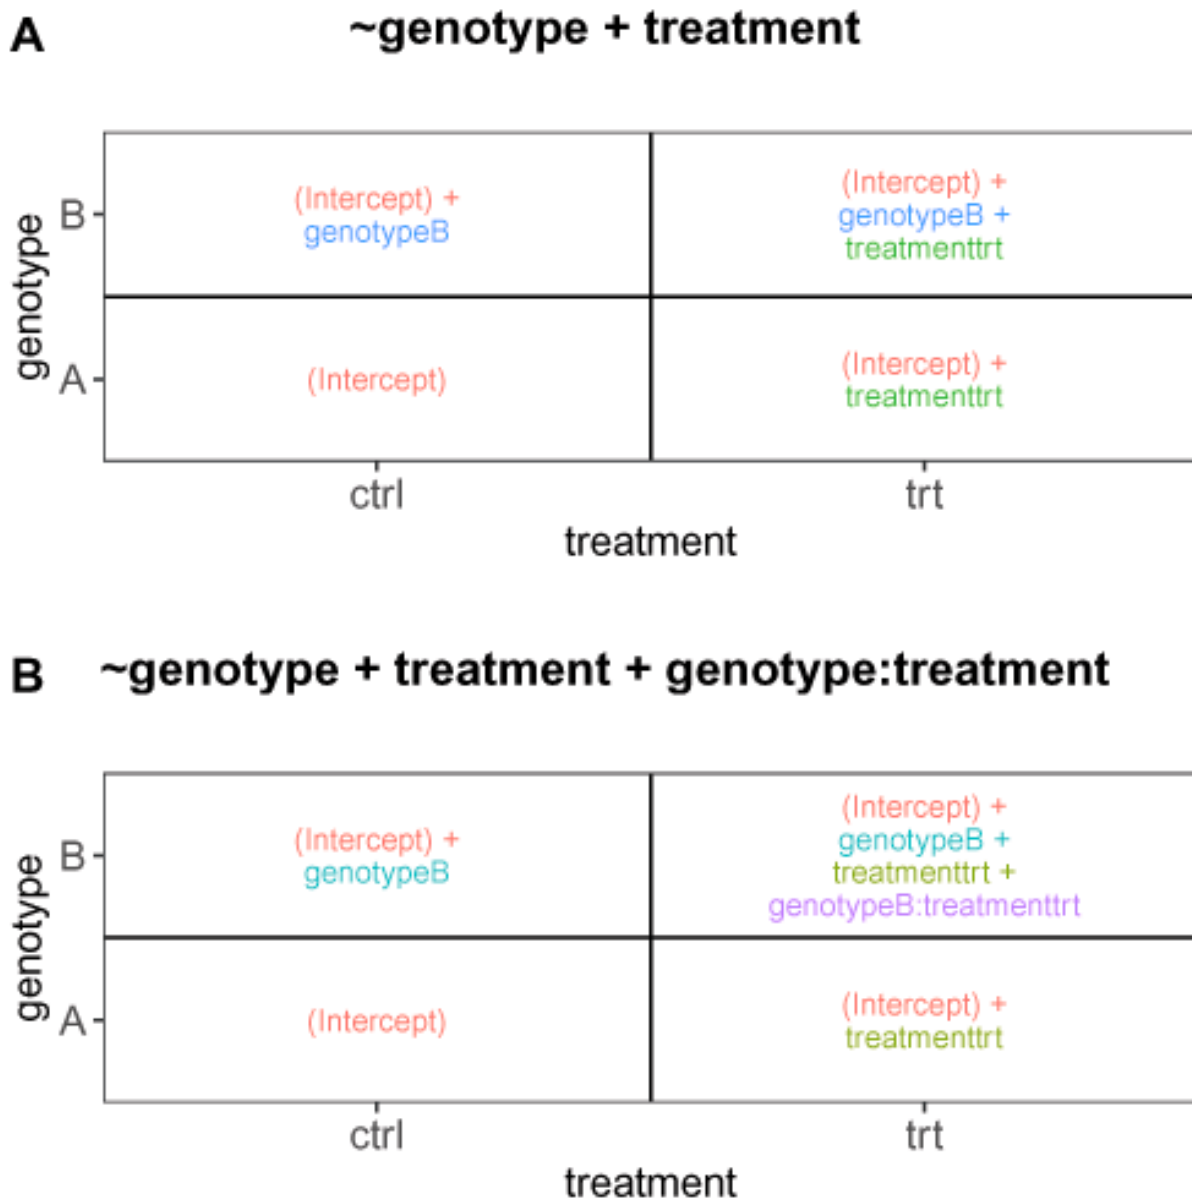 A
~genotype + treatment
genotype
B
(Intercept) +
genotypeB
(Intercept) +
genotypeB +
treatmenttrt
A
(Intercept)
(Intercept) +
treatmenttrt
ctrl
trt
treatment
B
~genotype + treatment + genotype:treatment
genotype
B
(Intercept) +
genotypeB
(Intercept) +
genotypeB +
treatmenttrt +
genotypeB:treatmenttrt
A
(Intercept)
(Intercept) +
treatmenttrt
ctrl
trt
treatment